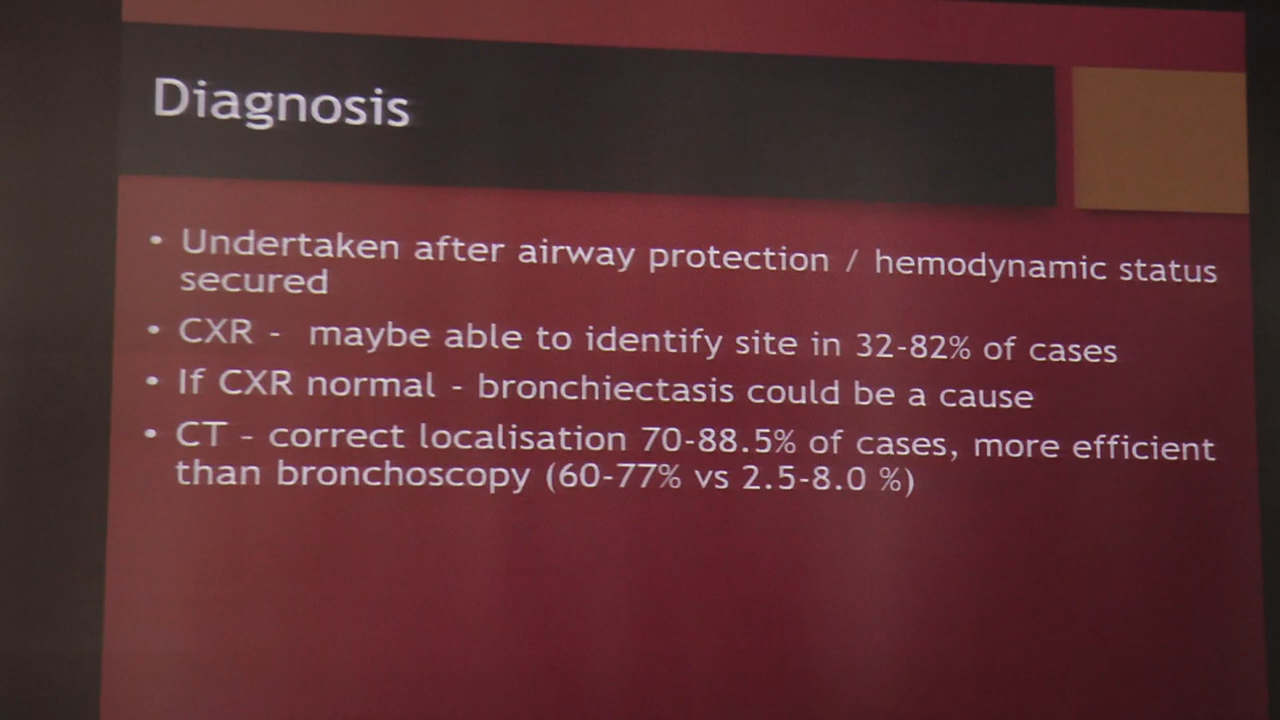 Diagnosis
• Undertaken after airway protection / hemodynamic status
secured
• CXR -  maybe able to identify site in 32-82% of cases
• If CXR normal - bronchiectasis could be a cause
• CT - correct localisation 70-88.5% of cases, more efficient
than bronchoscopy (60-77% vs 2.5-8.0 %)